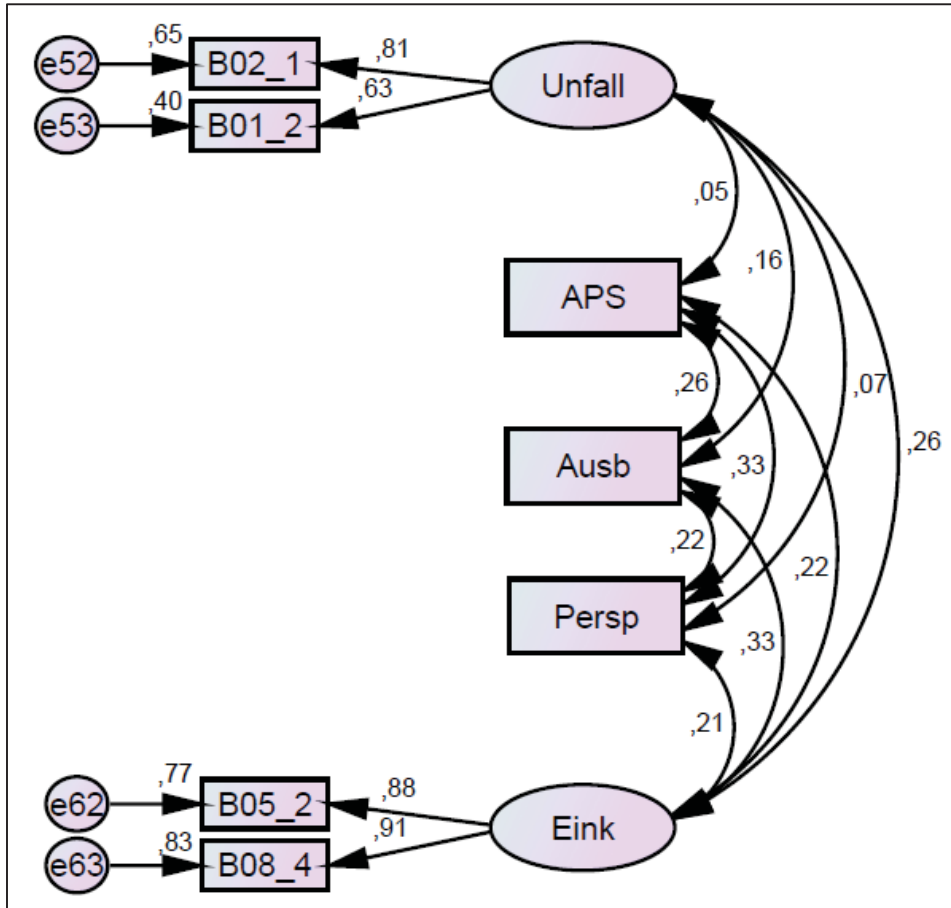 ,65
,81
e52
B02_1
Unfall
,40
,63
e53
B01_2
,05
,16
APS
,26
,07
,26
Ausb
,33
,22
,22
Persp
,33
,21
,77
,88
e62
B05_2
Eink
,83
,91
e63
B08_4